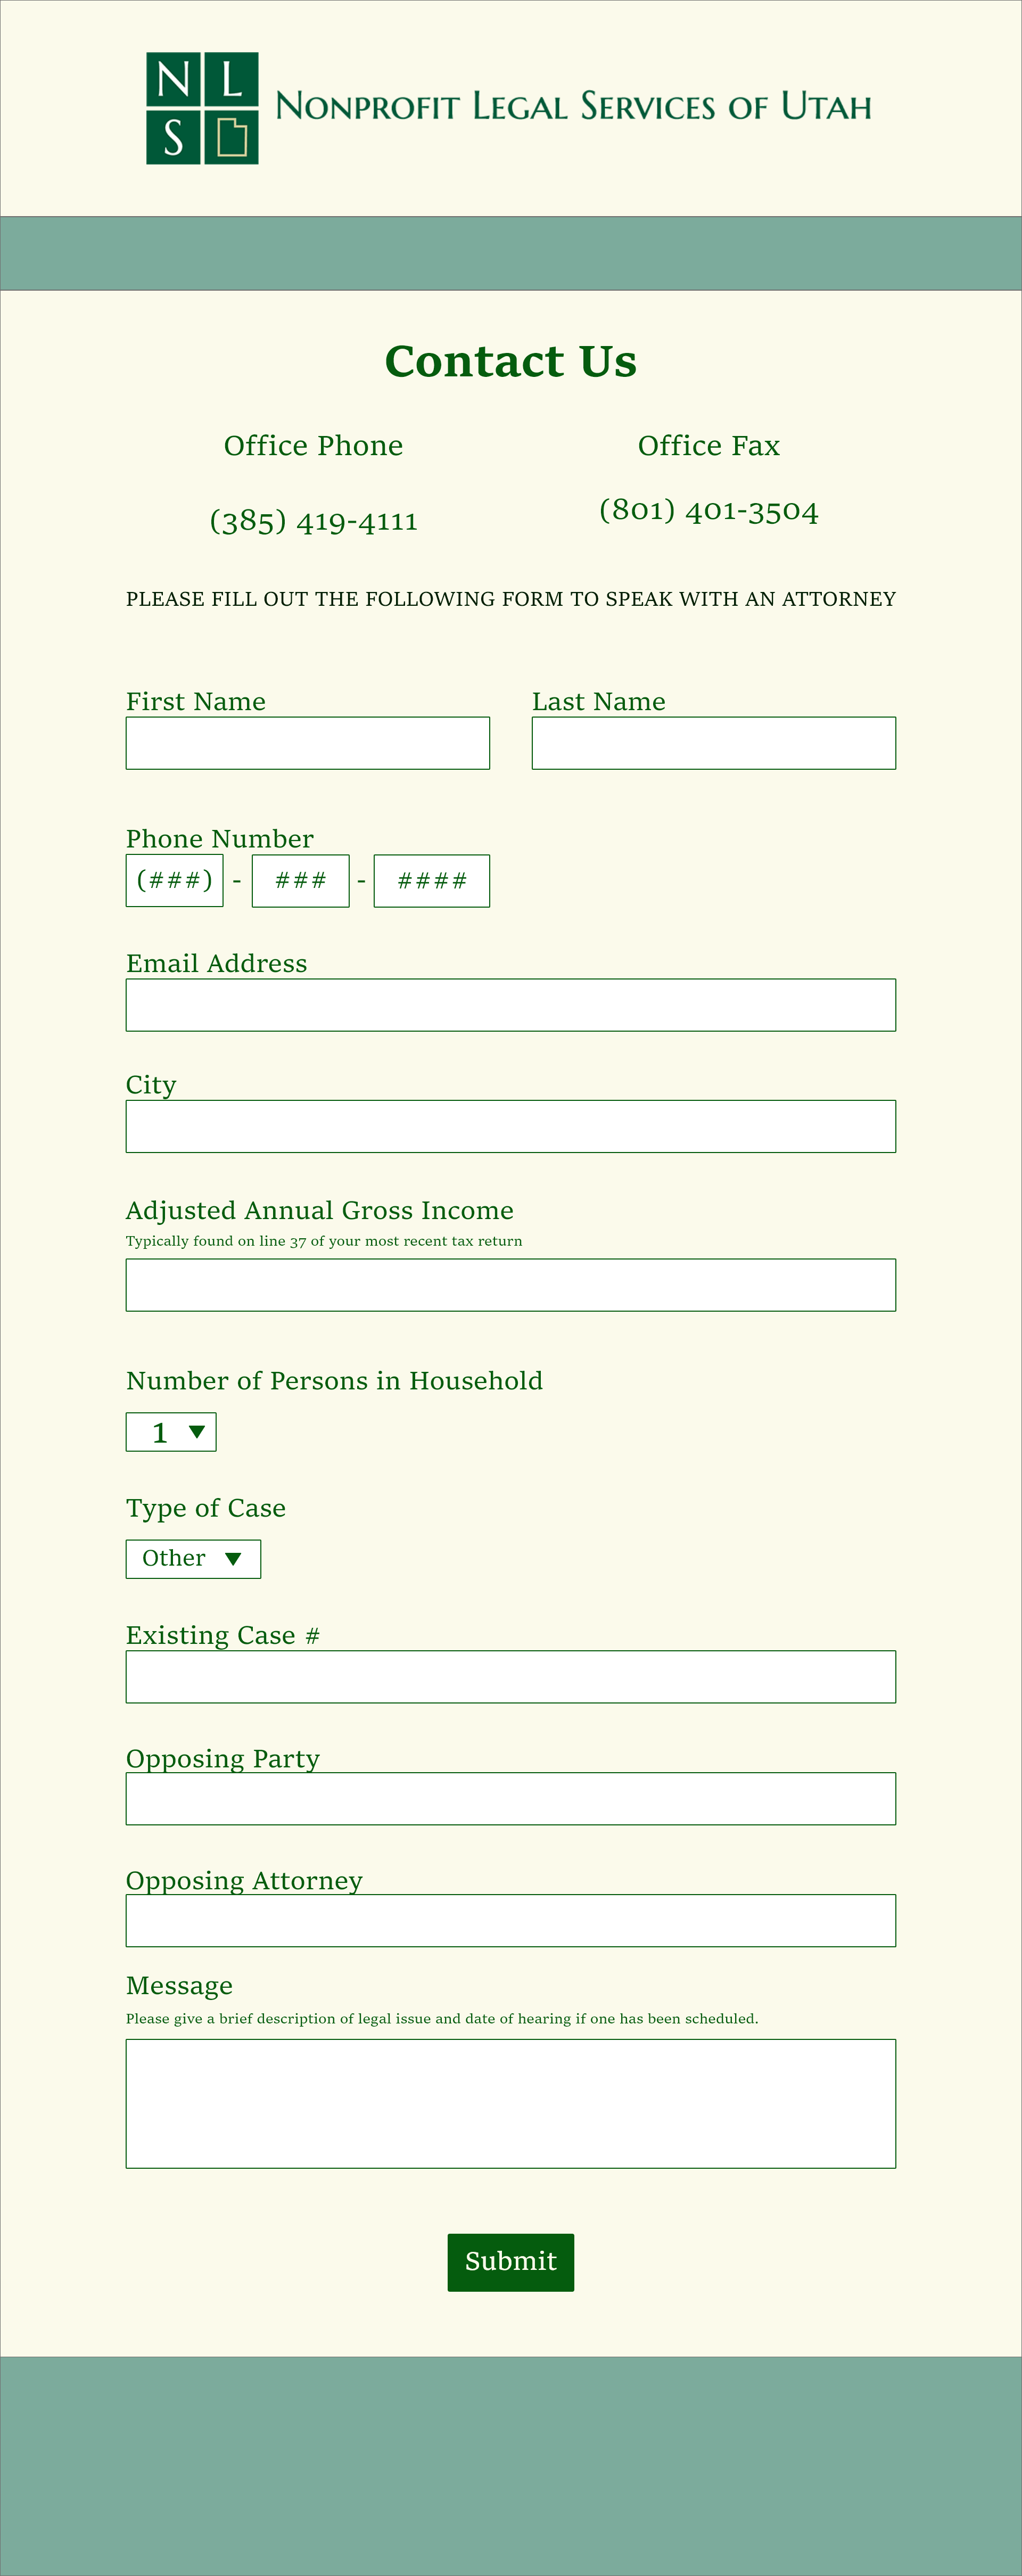 N L
S
Nonprofit Legal Services of Utah
Contact Us
Office Phone
Office Fax
(385) 419-4111
(801) 401-3504
PLEASE FILL OUT THE FOLLOWING FORM TO SPEAK WITH AN ATTORNEY
First Name
Last Name
Phone Number
(###) - ### - ####
Email Address
City
Adjusted Annual Gross Income
Typically found on line 37 of your most recent tax return
Number of Persons in Household
1
Type of Case
Other
Existing Case #
Opposing Party
Opposing Attorney
Message
Please give a brief description of legal issue and date of hearing if one has been scheduled.
Submit